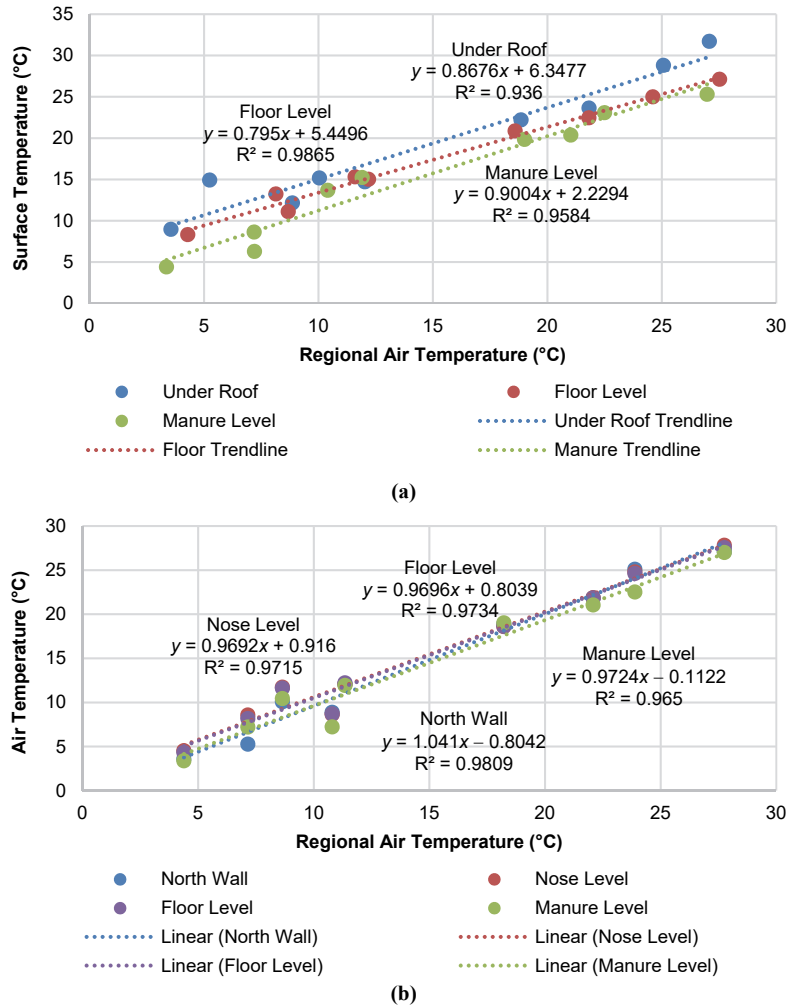 35
30
25
20
15
10
5
0
Surface Temperature (°C)
Under Roof
y = 0.8676x + 6.3477
R² = 0.936
Floor Level
y = 0.795x + 5.4496
R² = 0.9865
Manure Level
y = 0.9004x + 2.2294
R² = 0.9584
0 5 10 15 20 25 30
Regional Air Temperature (°C)
Under Roof Floor Level
Manure Level Under Roof Trendline
Floor Trendline Manure Trendline
(a)
30
25
20
15
10
5
0
Air Temperature (°C)
Floor Level
y = 0.9696x + 0.8039
R² = 0.9734
Nose Level
y = 0.9692x + 0.916
R² = 0.9715
Manure Level
y = 0.9724x – 0.1122
R² = 0.965
North Wall
y = 1.041x – 0.8042
R² = 0.9809
0 5 10 15 20 25 30
Regional Air Temperature (°C)
North Wall Nose Level
Floor Level Manure Level
Linear (North Wall) Linear (Nose Level)
Linear (Floor Level) Linear (Manure Level)
(b)